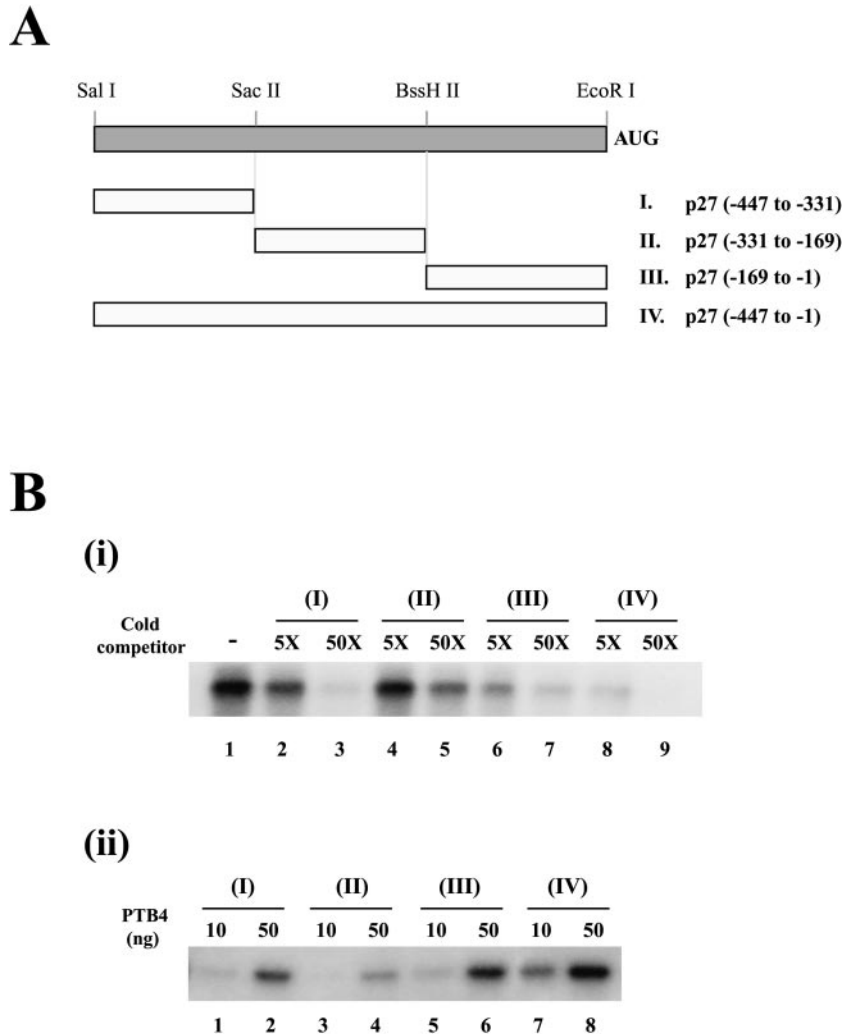 A
Sal I Sac II BssH II EcoR I
AUG
I. p27 (-447 to -331)
II. p27 (-331 to -169)
III. p27 (-169 to -1)
IV. p27 (-447 to -1)
B
(i)
(I) (II) (III) (IV)
Cold competitor - 5X 50X 5X 50X 5X 50X 5X 50X
1 2 3 4 5 6 7 8 9
(ii)
(I) (II) (III) (IV)
PTB4 (ng) 10 50 10 50 10 50 10 50
1 2 3 4 5 6 7 8